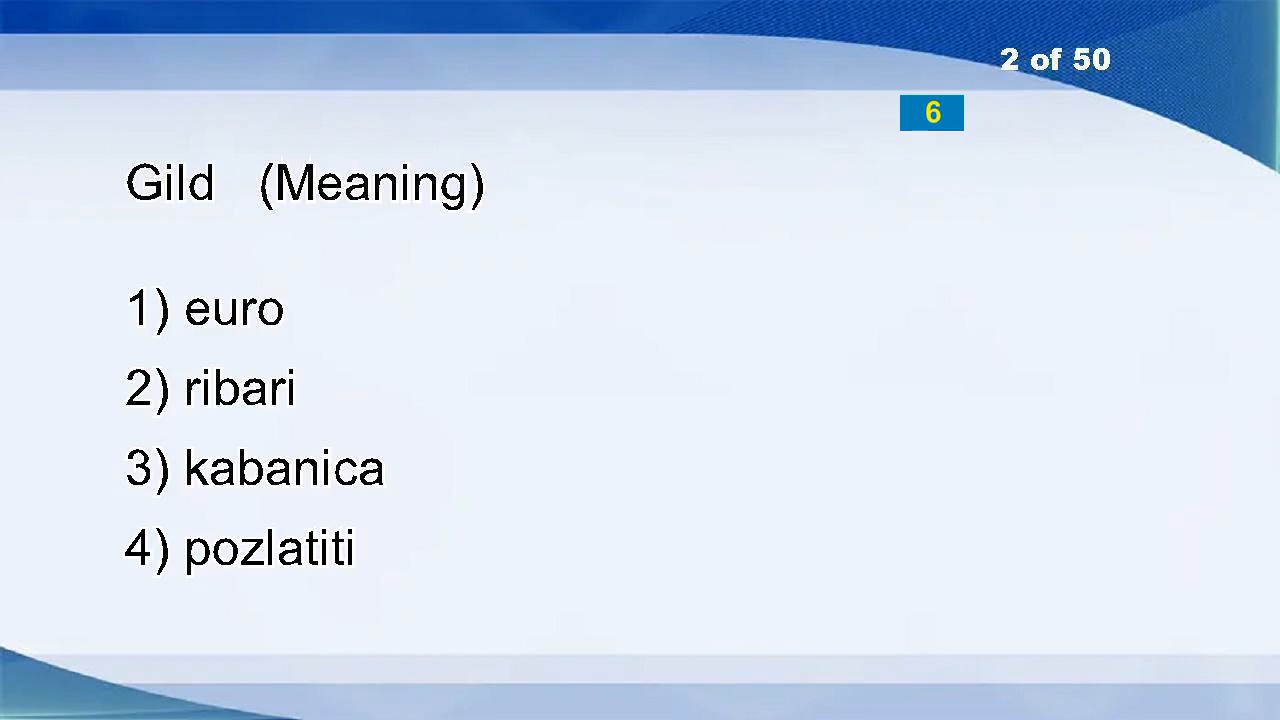 2 of 50
6
Gild (Meaning)
1) euro
2) ribari
3) kabanica
4) pozlatiti